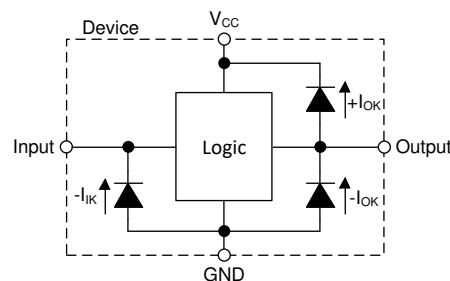 Device
VCC
+IOK
Input
Logic
Output
-IIK
-IOK
GND